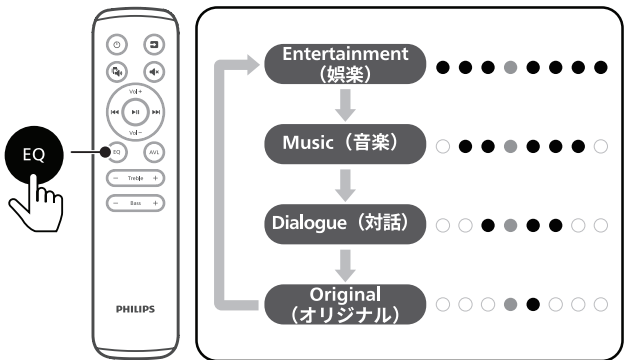 Vol+
Vol−
EQ
EQ
AVL
− Treble +
− Bass +
PHILIPS
Entertainment
（娯楽）
Music（音楽）
Dialogue（対話）
Original
（オリジナル）